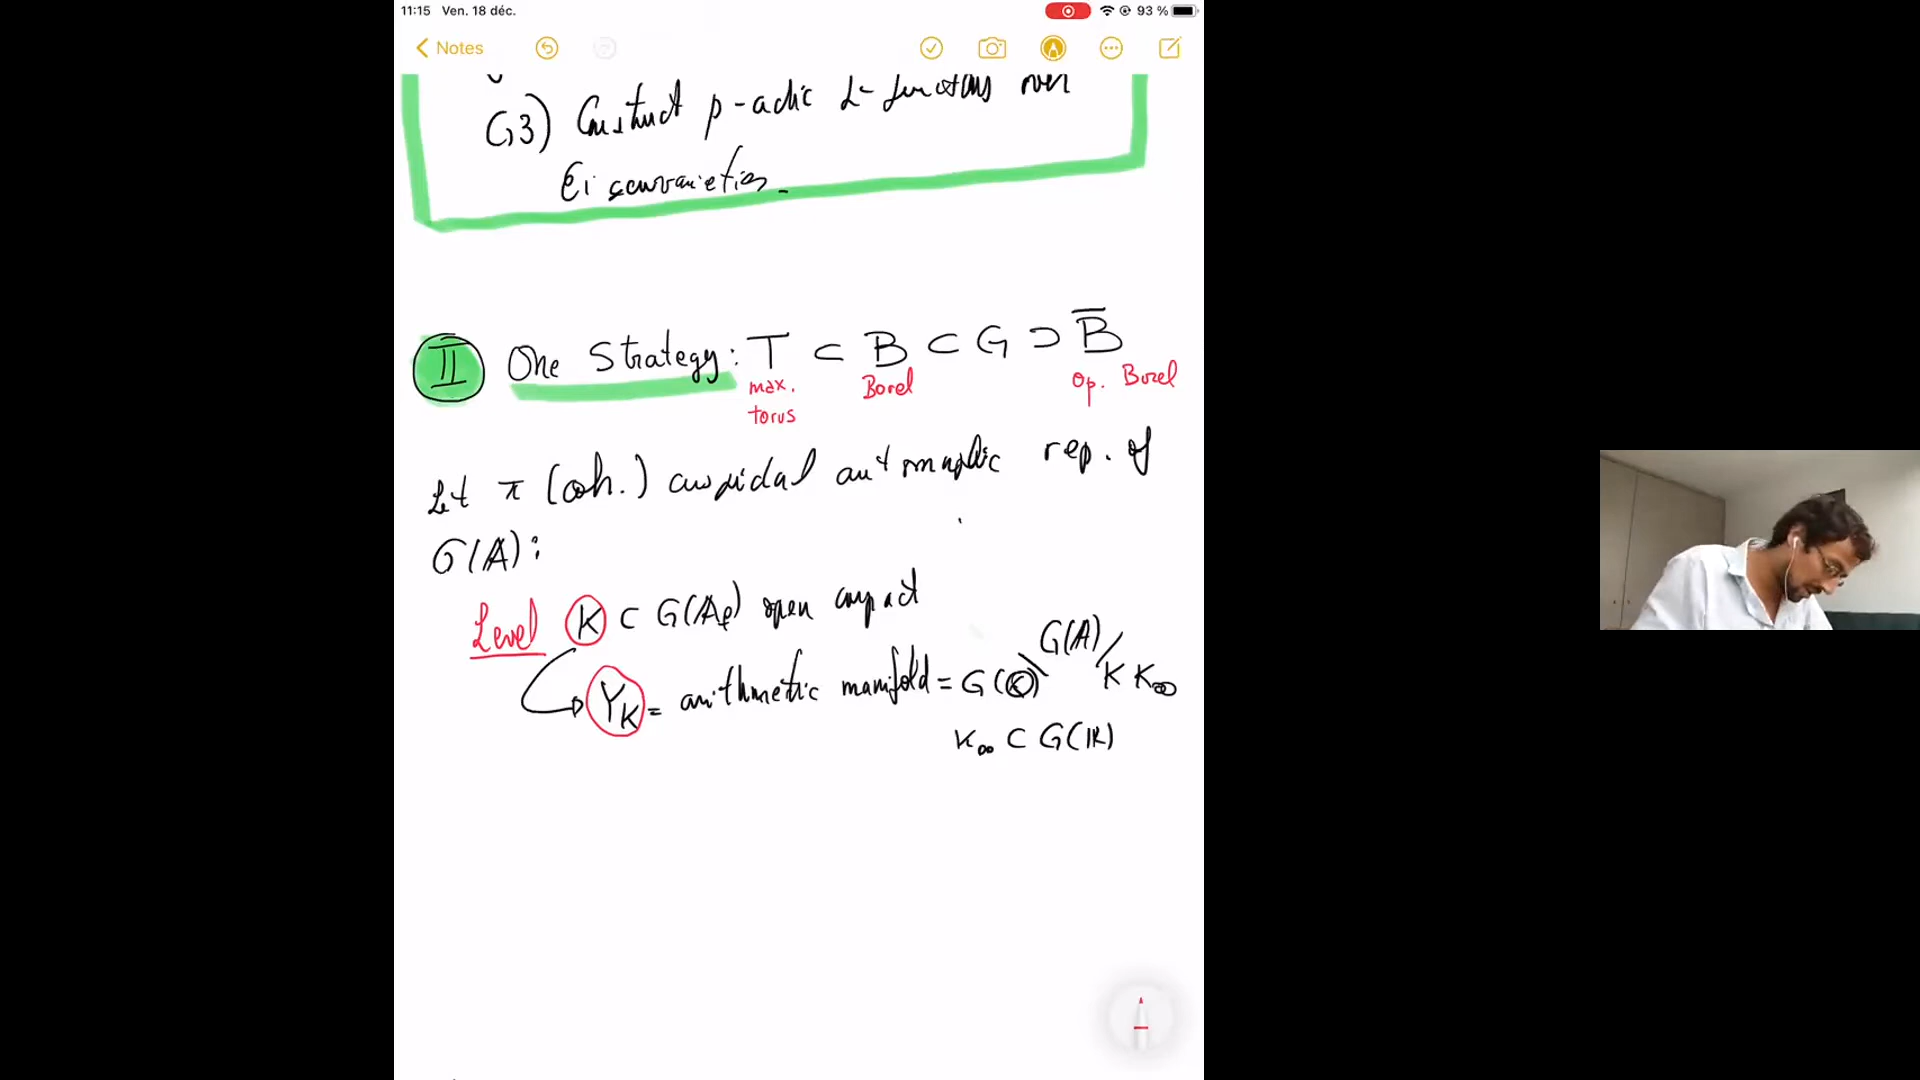 11:15 Ven. 18 déc. 93 %
Notes
G3) Construct p-adic L-functions over
Eigenvarieties.
II One Strategy: T ⊂ B ⊂ G ⊃ B̅
max. torus Borel Op. Borel
Let π (coh.) cuspidal automorphic rep. of
G(A):
Level K ⊂ G(A_f) open compact
Y_K = arithmetic manifold = G(Q)\G(A)/K K_∞
K_∞ ⊂ G(R)